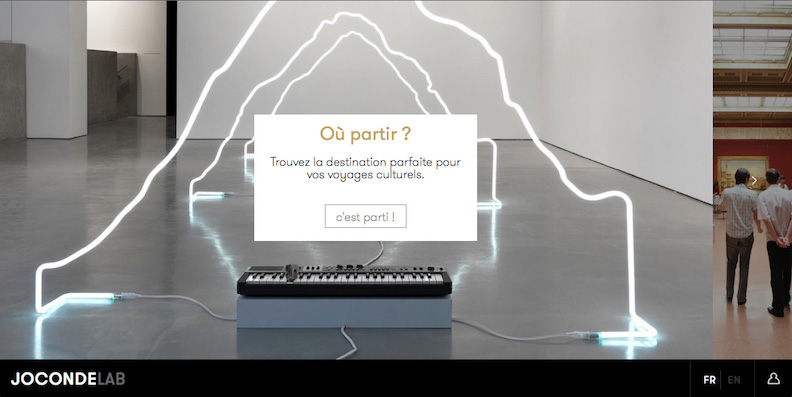 Où partir ?
Trouvez la destination parfaite pour
vos voyages culturels.
c'est parti !
JOCONDELAB
FR EN